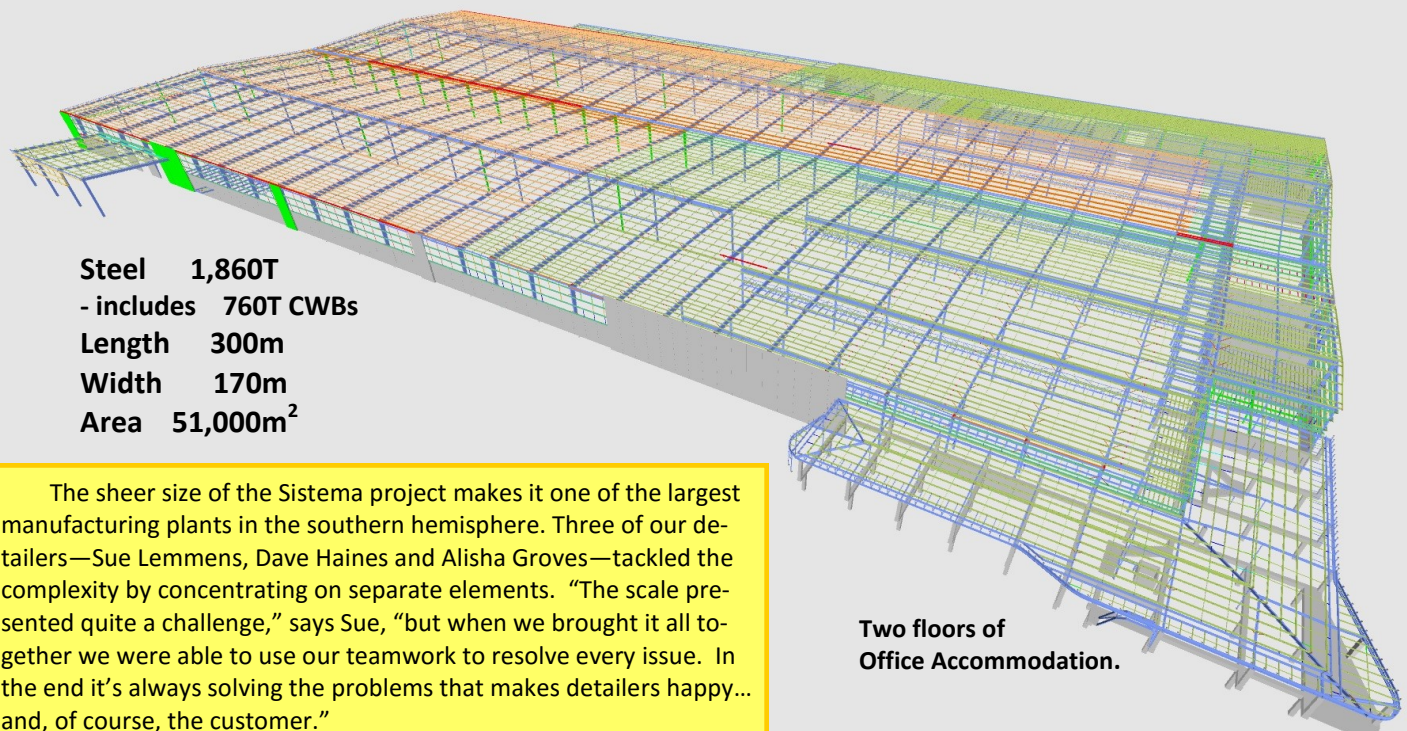 Steel 1,860T
- includes 760T CWBs
Length 300m
Width 170m
Area 51,000m²
The sheer size of the Sistema project makes it one of the largest
manufacturing plants in the southern hemisphere. Three of our de-
tailers—Sue Lemmens, Dave Haines and Alisha Groves—tackled the
complexity by concentrating on separate elements. “The scale pre-
sented quite a challenge,” says Sue, “but when we brought it all to-
gether we were able to use our teamwork to resolve every issue. In
the end it’s always solving the problems that makes detailers happy…
and, of course, the customer.”
Two floors of
Office Accommodation.